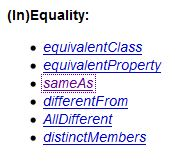 (In)Equality:
equivalentClass
equivalentProperty
sameAs
differentFrom
AllDifferent
distinctMembers